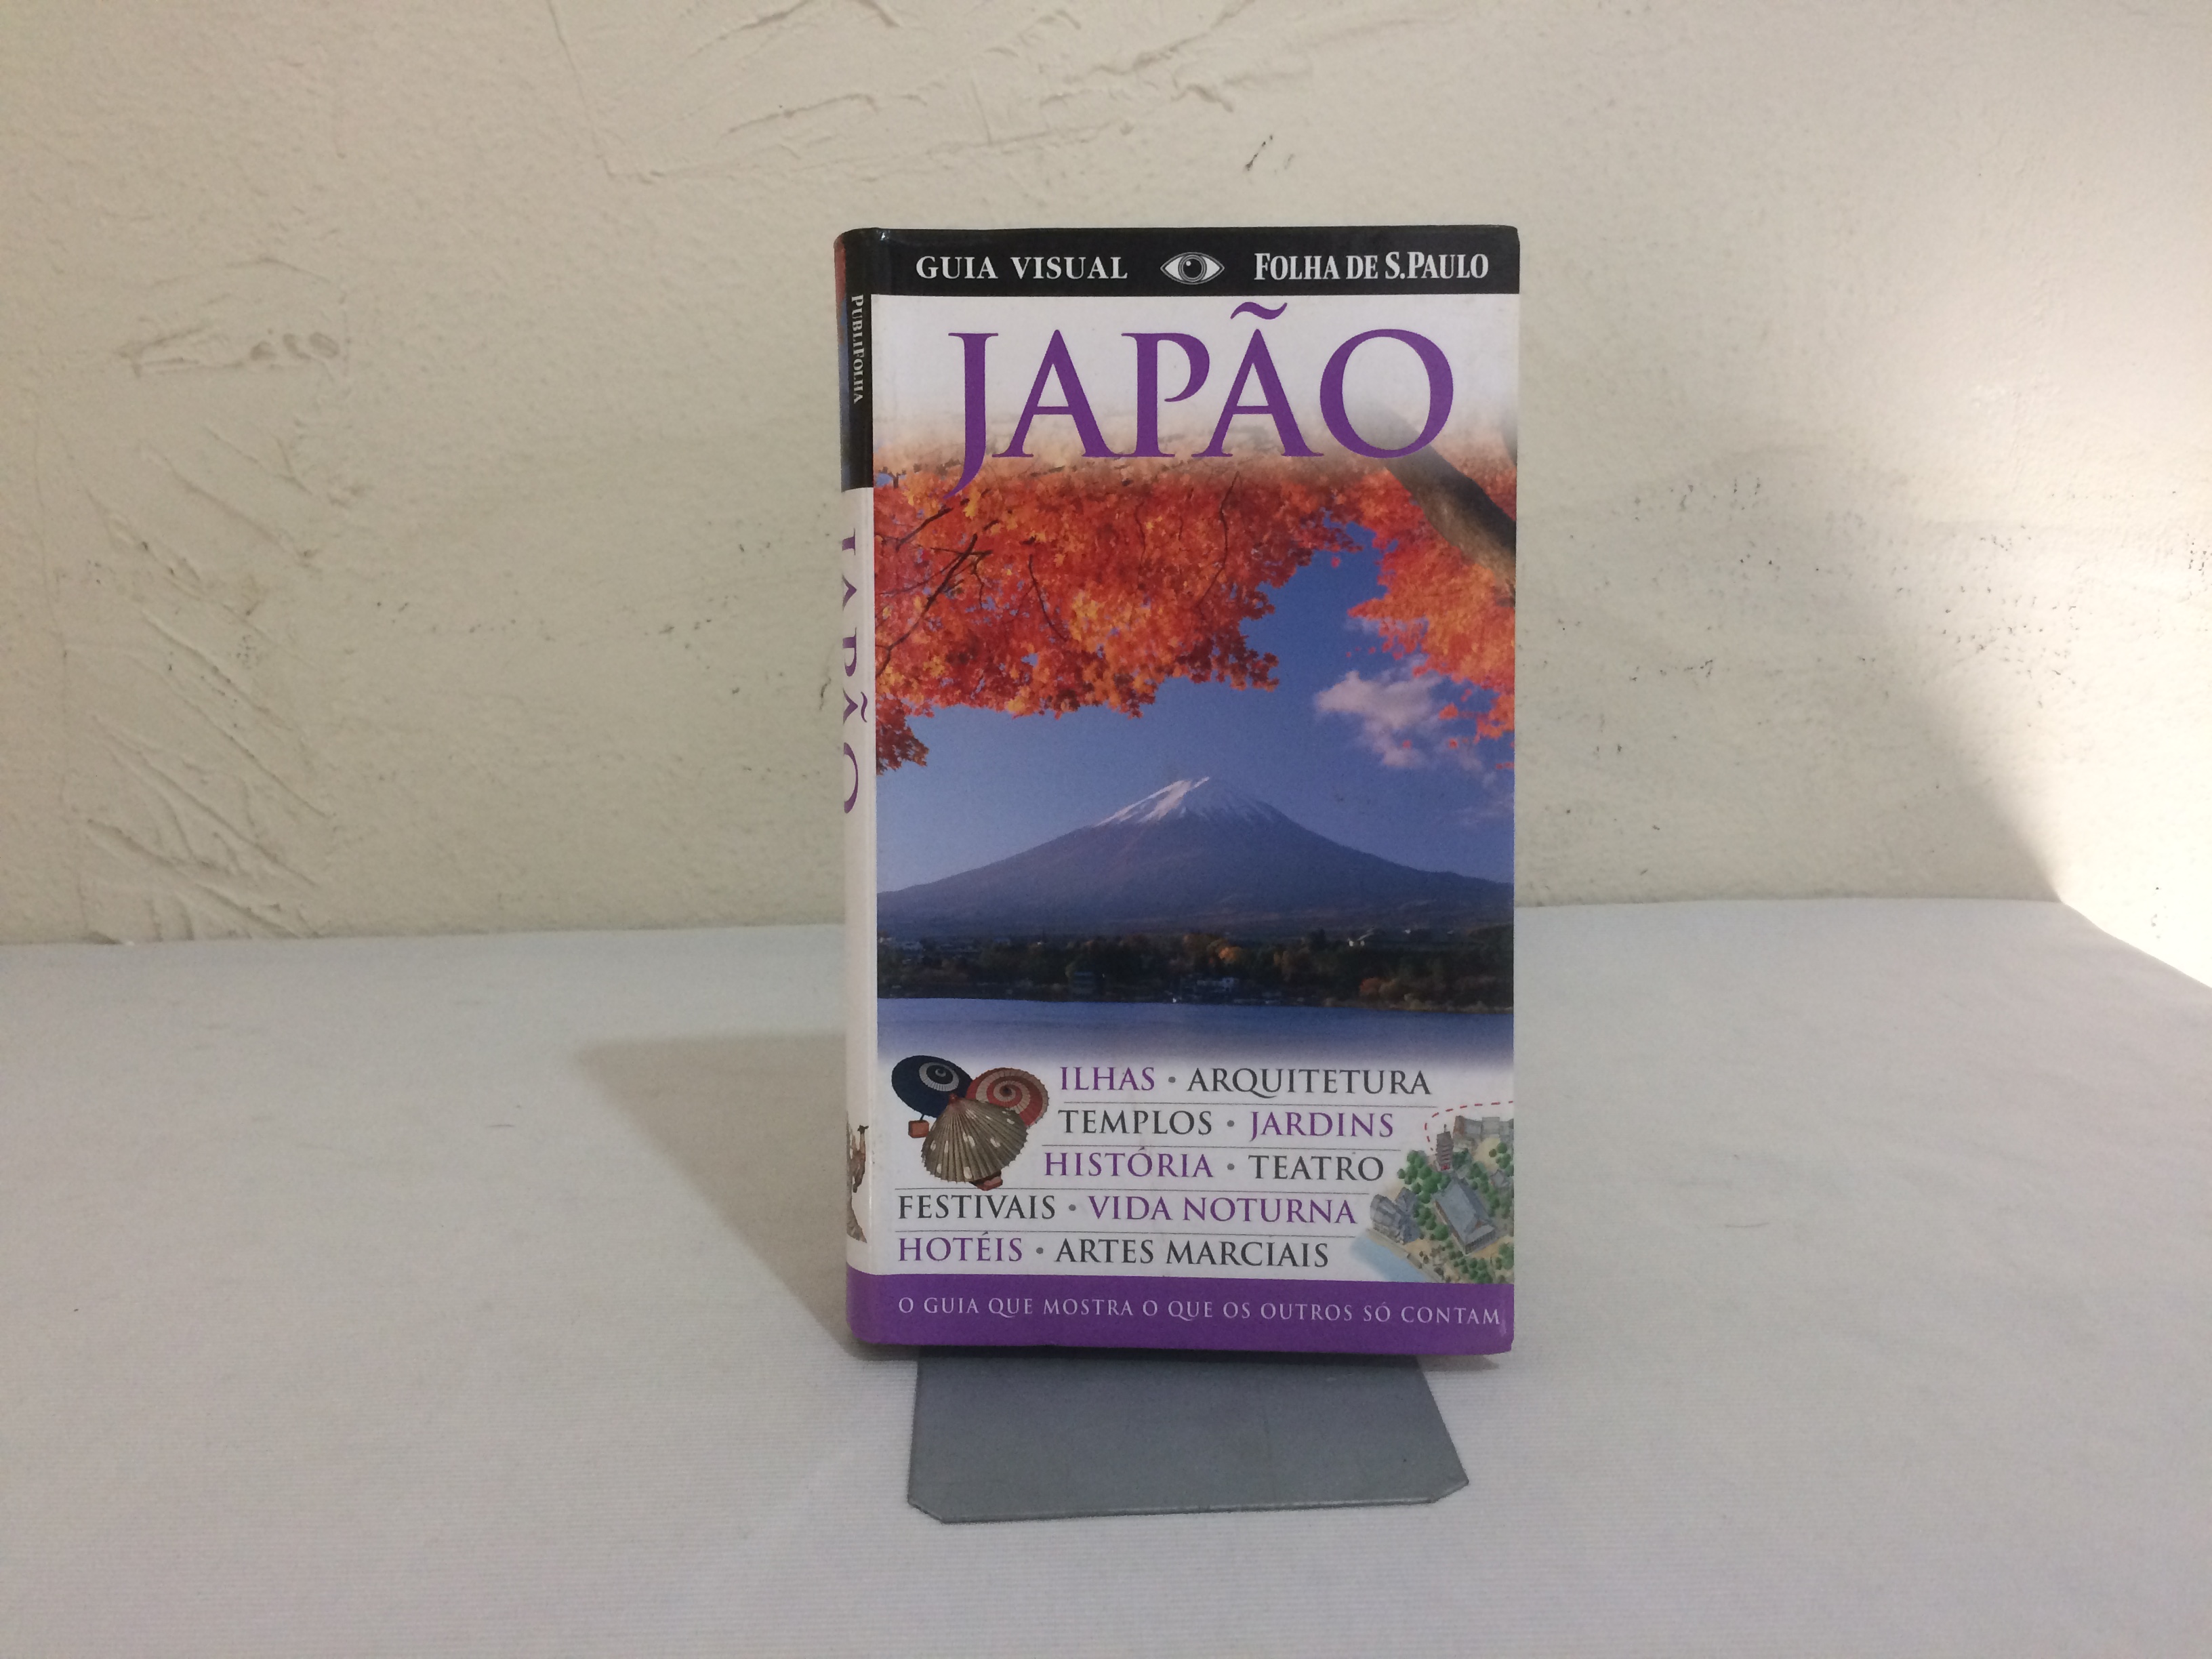 GUIA VISUAL FOLHA DE S.PAULO
JAPÃO
ILHAS • ARQUITETURA
TEMPLOS • JARDINS
HISTÓRIA • TEATRO
FESTIVAIS • VIDA NOTURNA
HOTÉIS • ARTES MARCIAIS
O GUIA QUE MOSTRA O QUE OS OUTROS SÓ CONTAM
PUBLIFOLHA
JAPÃO